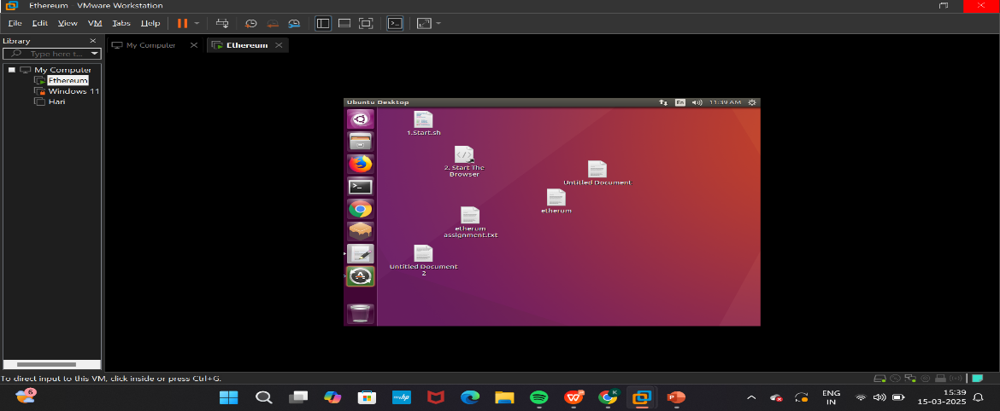 Ethereum - VMware Workstation
File Edit View VM Tabs Help
Library
Type here t...
My Computer
Ethereum
Windows 11
Hari
My Computer
Ethereum
Ubuntu Desktop
En
11:39 AM
1.Start.sh
2. Start The
Browser
Untitled Document
etherum
etherum
assignment.txt
Untitled Document
2
To direct input to this VM, click inside or press Ctrl+G.
6
myhp
W
K
P
ENG
IN
15:39
15-03-2025